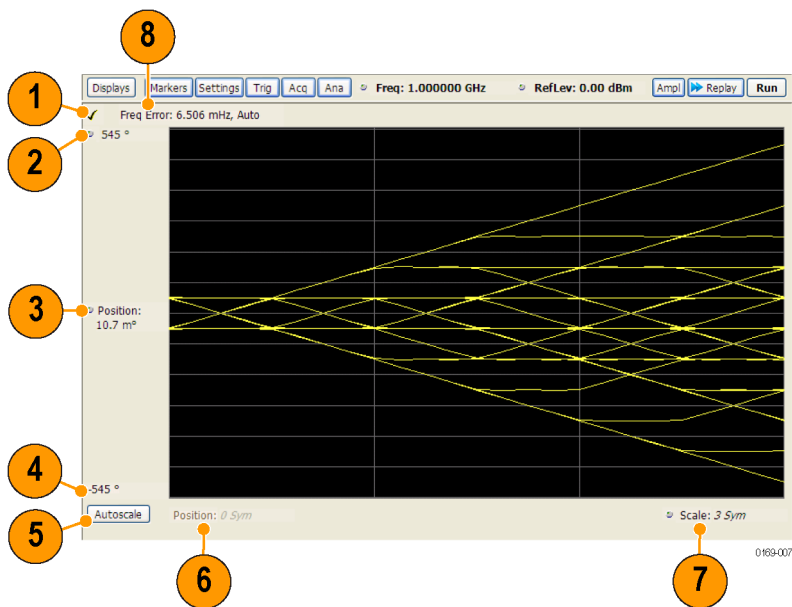 8
Displays Markers Settings Trig Acq Ana Freq: 1.000000 GHz RefLev: 0.00 dBm Ampl Replay Run
1
Freq Error: 6.506 mHz, Auto
2
545 °
3
Position:
10.7 m°
4
-545 °
5
Autoscale Position: 0 Sym Scale: 3 Sym
0169-007
6
7